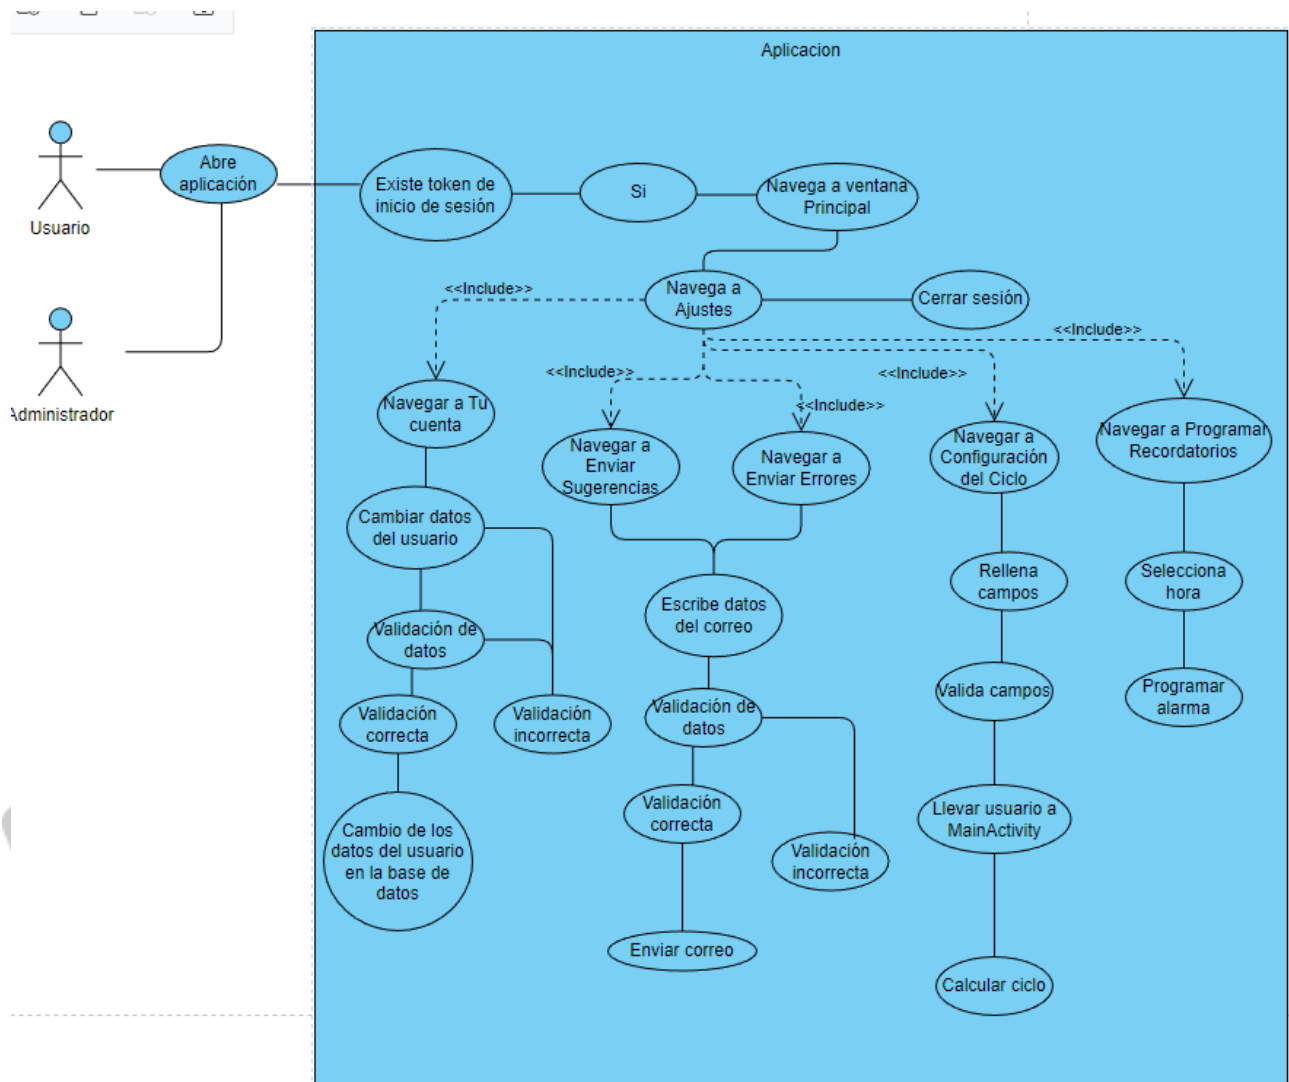 Aplicacion
Abre
aplicación
Usuario
Existe token de
inicio de sesión
Si
Navega a ventana
Principal
Navega a
Ajustes
Cerrar sesión
<<Include>>
<<Include>>
<<Include>>
<<Include>>
<<Include>>
Administrador
Navegar a Tu
cuenta
Navegar a
Enviar
Sugerencias
Navegar a
Enviar Errores
Navegar a
Configuración
del Ciclo
Navegar a Programar
Recordatorios
Cambiar datos
del usuario
Escribe datos
del correo
Rellena
campos
Selecciona
hora
Validación de
datos
Validación de
datos
Valida campos
Programar
alarma
Validación
correcta
Validación
incorrecta
Validación
correcta
Validación
incorrecta
Llevar usuario a
MainActivity
Cambio de los
datos del usuario
en la base de
datos
Enviar correo
Calcular ciclo